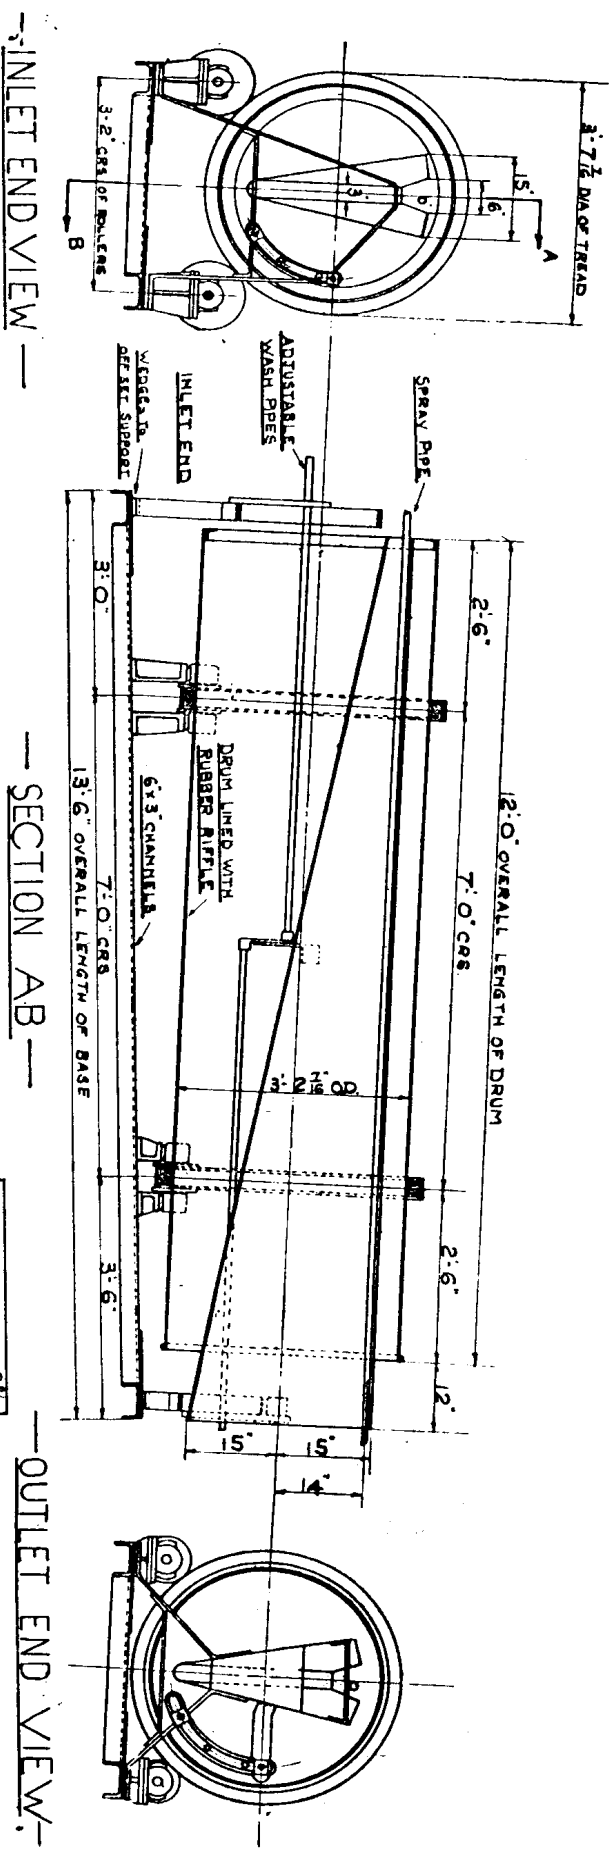 3'-7 7/16" DIA OF TREAD
15"
6"
3"
A
B
3'-2" CRS OF ROLLERS
INLET END VIEW
SPRAY PIPE
ADJUSTABLE
WASH PIPES
INLET END
WEDGES TO
OFFSET SUPPORT
12'-0" OVERALL LENGTH OF DRUM
2'-6"
7'-0" CRS
2'-6"
12"
3'-2 7/16" OD.
DRUM LINED WITH
RUBBER RIFFLE
6"x3" CHANNELS
3'-0"
7'-0" CRS
3'-6"
13'-6" OVERALL LENGTH OF BASE
15"
15"
14"
SECTION AB
OUTLET END VIEW.